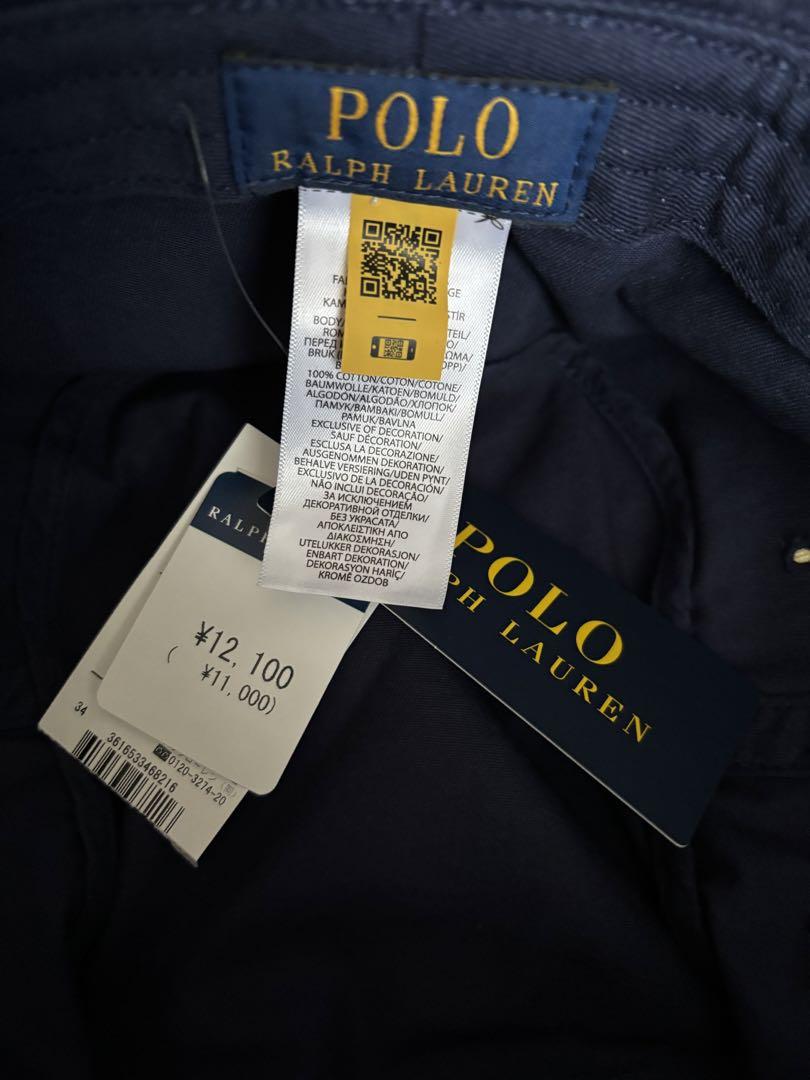 POLO
RALPH LAUREN
BODY/
100% COTTON/COTON/COTONE/
BAUMWOLLE/KATOEN/BOMULD/
ALGODÓN/ALGODÃO/ХЛОПОК/
ПАМУК/ΒΑΜΒΑΚΙ/BOMULL/
PAMUK/BAVLNA
EXCLUSIVE OF DECORATION/
SAUF DÉCORATION/
ESCLUSA LA DECORAZIONE/
AUSGENOMMEN DEKORATION/
BEHALVE VERSIERING/UDEN PYNT/
EXCLUSIVO DE LA DECORACIÓN/
NÃO INCLUI DECORAÇÃO/
ЗА ИСКЛЮЧЕНИЕМ
ДЕКОРАТИВНОЙ ОТДЕЛКИ/
БЕЗ УКРАСАТА/
ΑΠΟΚΛΕΙΣΤΙΚΗ ΑΠΟ
ΔΙΑΚΟΣΜΗΣΗ/
UTELUKKER DEKORASJON/
ENBART DEKORATION/
DEKORASYON HARİÇ/
KROMĚ OZDOB
POLO
RALPH LAUREN
¥12,100
( ¥11,000)
34
3616533468216
0120-3274-20